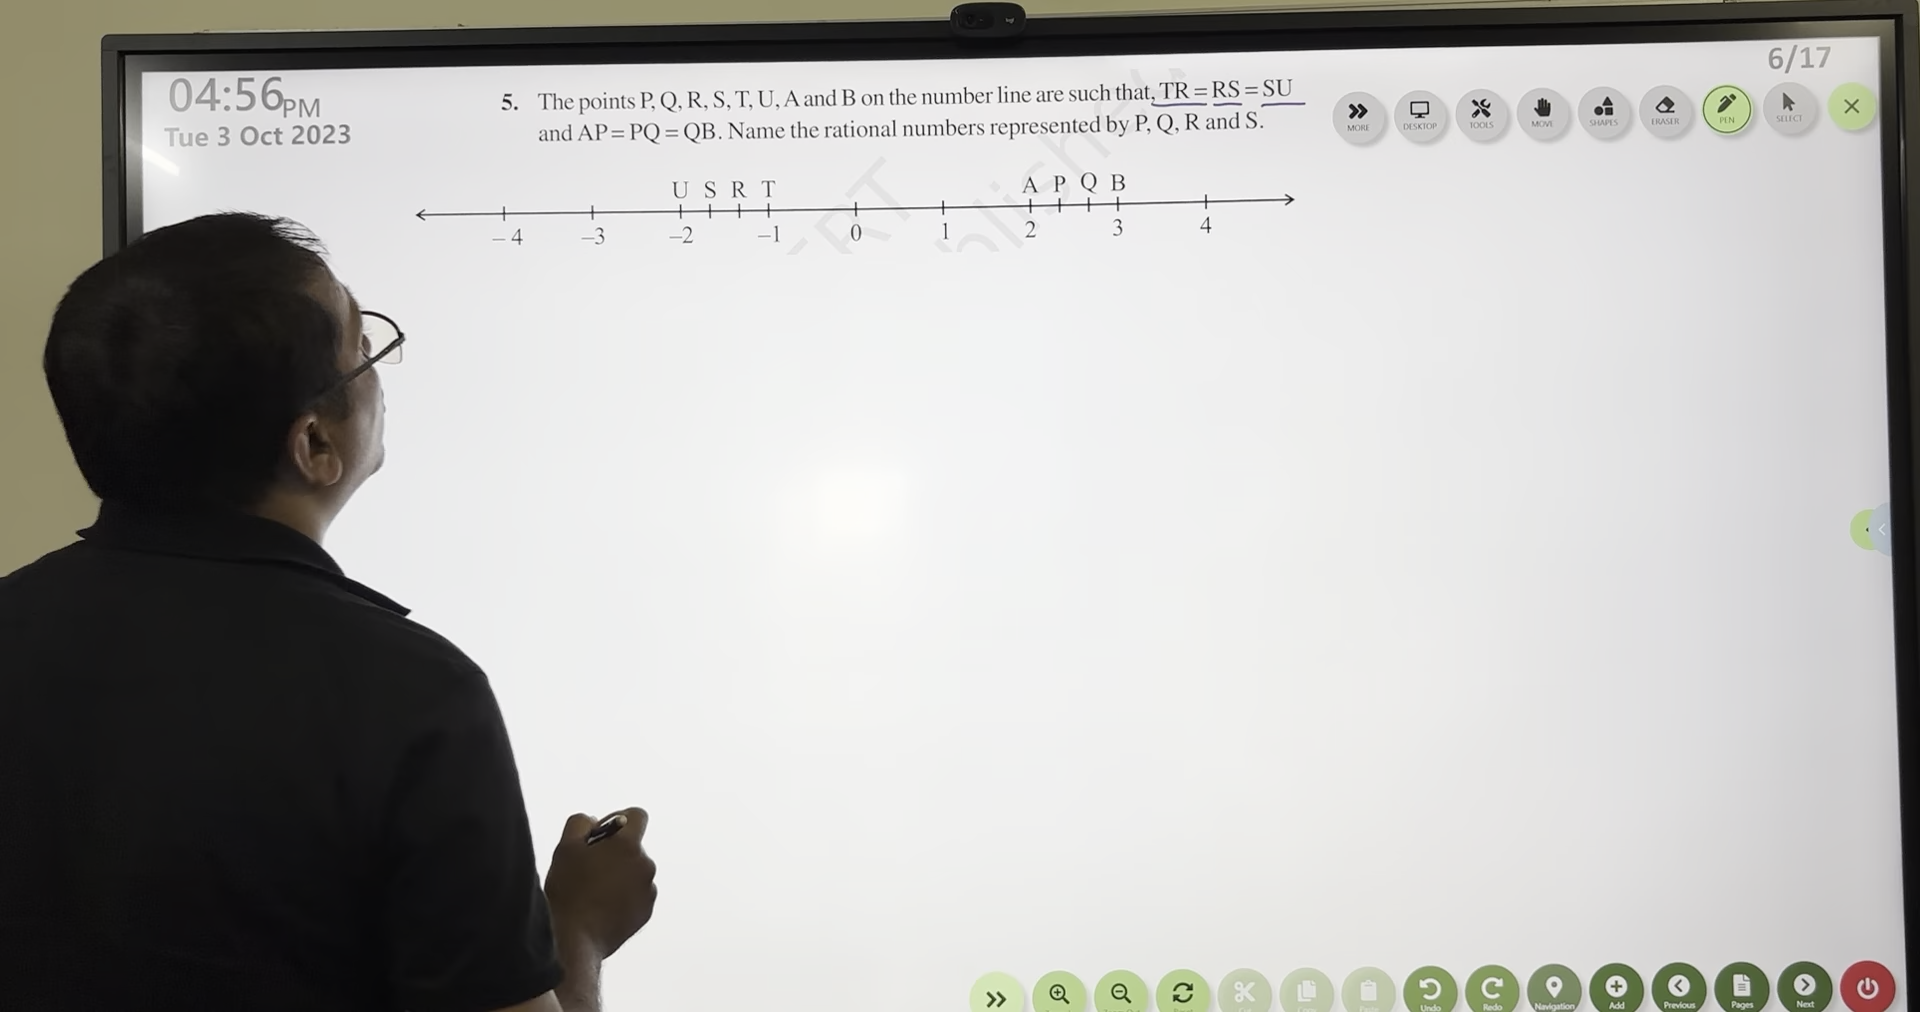 04:56PM
Tue 3 Oct 2023
6/17
5. The points P, Q, R, S, T, U, A and B on the number line are such that, TR = RS = SU
and AP = PQ = QB. Name the rational numbers represented by P, Q, R and S.
MORE DESKTOP TOOLS MOVE SHAPES ERASER PEN SELECT
U S R T A P Q B
–4 –3 –2 –1 0 1 2 3 4
Undo Redo Navigation Add Previous Pages Next